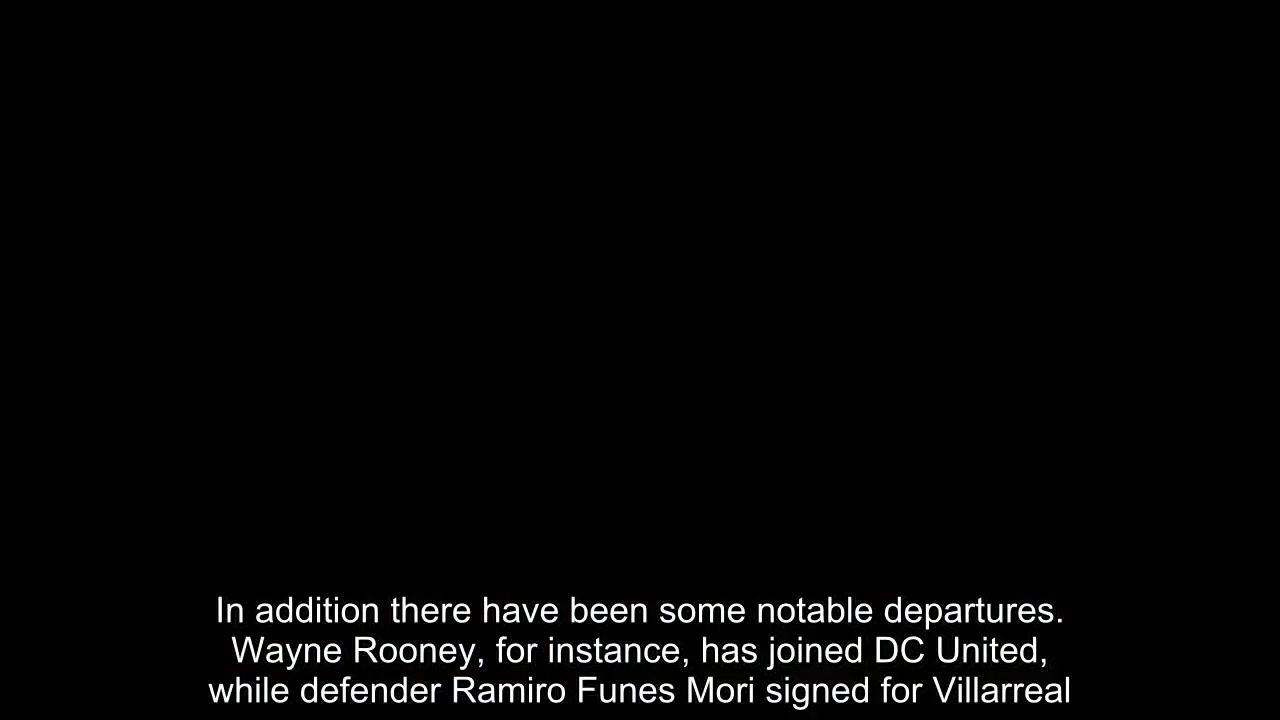 In addition there have been some notable departures.
Wayne Rooney, for instance, has joined DC United,
while defender Ramiro Funes Mori signed for Villarreal